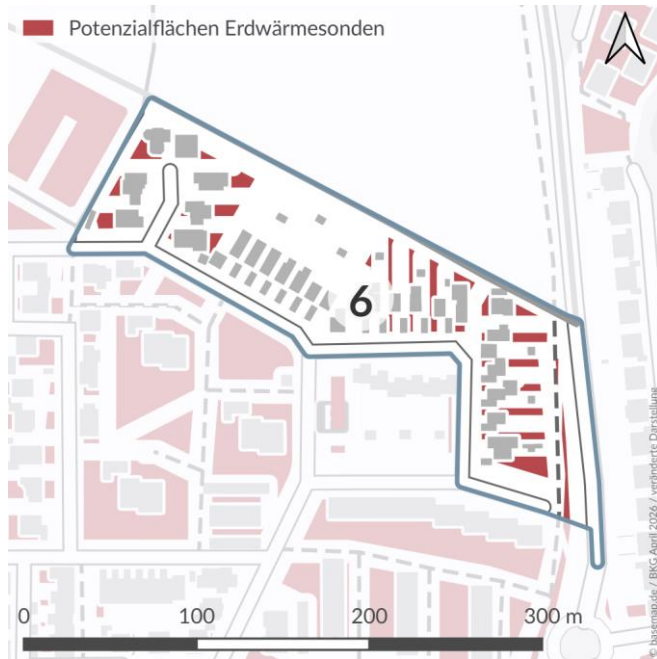 Potenzialflächen Erdwärmesonden
6
0 100 200 300 m
© basemap.de / BKG April 2026 / veränderte Darstellung